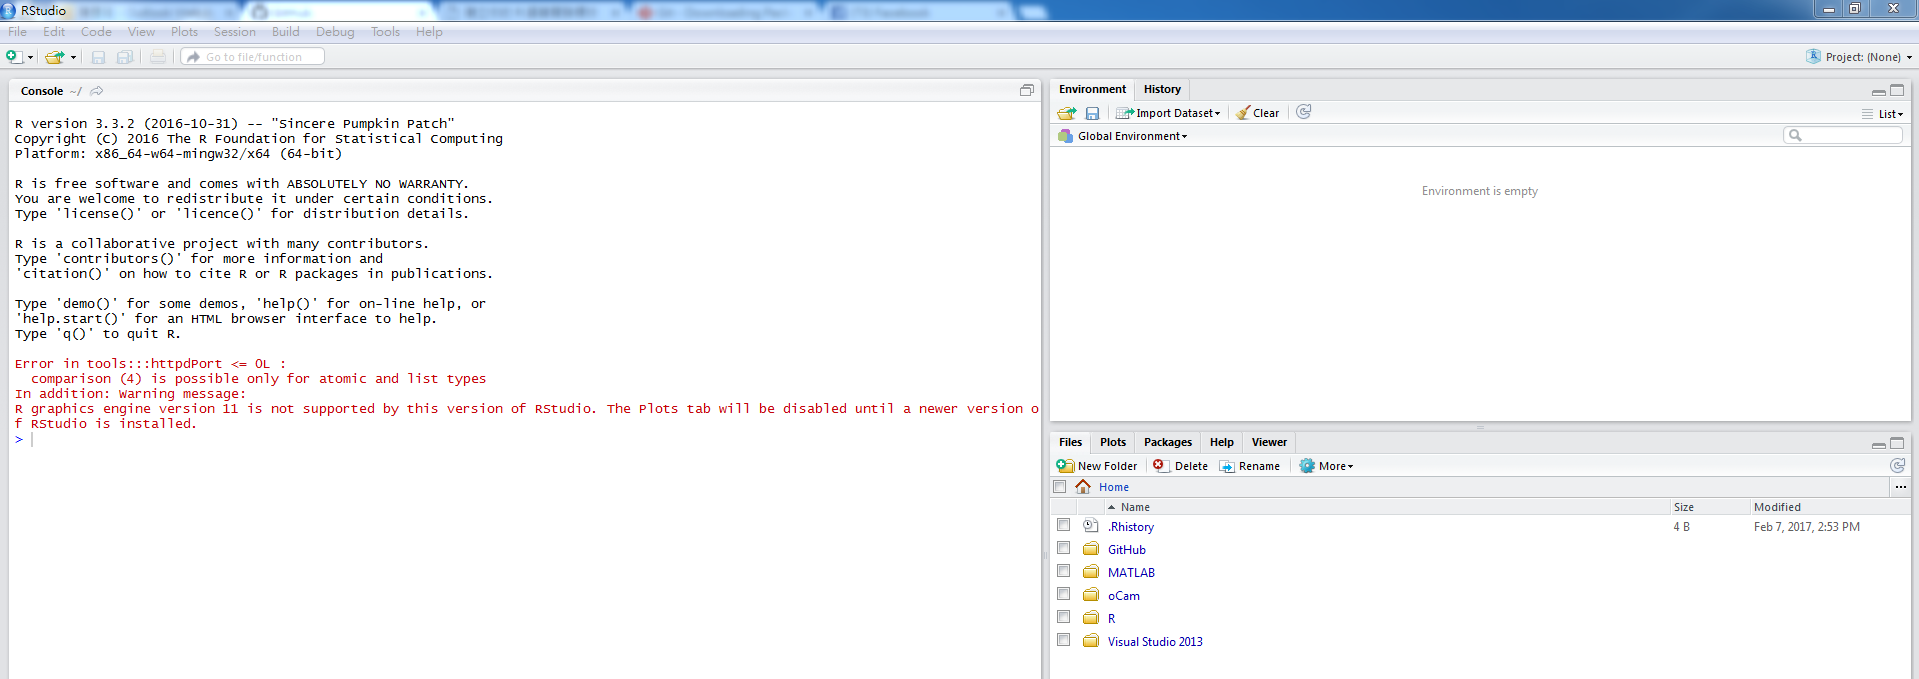 RStudio
File Edit Code View Plots Session Build Debug Tools Help
Go to file/function
Project: (None)
Console ~/
R version 3.3.2 (2016-10-31) -- "Sincere Pumpkin Patch"
Copyright (C) 2016 The R Foundation for Statistical Computing
Platform: x86_64-w64-mingw32/x64 (64-bit)
R is free software and comes with ABSOLUTELY NO WARRANTY.
You are welcome to redistribute it under certain conditions.
Type 'license()' or 'licence()' for distribution details.
R is a collaborative project with many contributors.
Type 'contributors()' for more information and
'citation()' on how to cite R or R packages in publications.
Type 'demo()' for some demos, 'help()' for on-line help, or
'help.start()' for an HTML browser interface to help.
Type 'q()' to quit R.
Error in tools:::httpdPort <= 0L :
comparison (4) is possible only for atomic and list types
In addition: Warning message:
R graphics engine version 11 is not supported by this version of RStudio. The Plots tab will be disabled until a newer version o
f RStudio is installed.
>
Environment History
Import Dataset Clear List
Global Environment
Environment is empty
Files Plots Packages Help Viewer
New Folder Delete Rename More
Home ...
Name Size Modified
.Rhistory 4 B Feb 7, 2017, 2:53 PM
GitHub
MATLAB
oCam
R
Visual Studio 2013